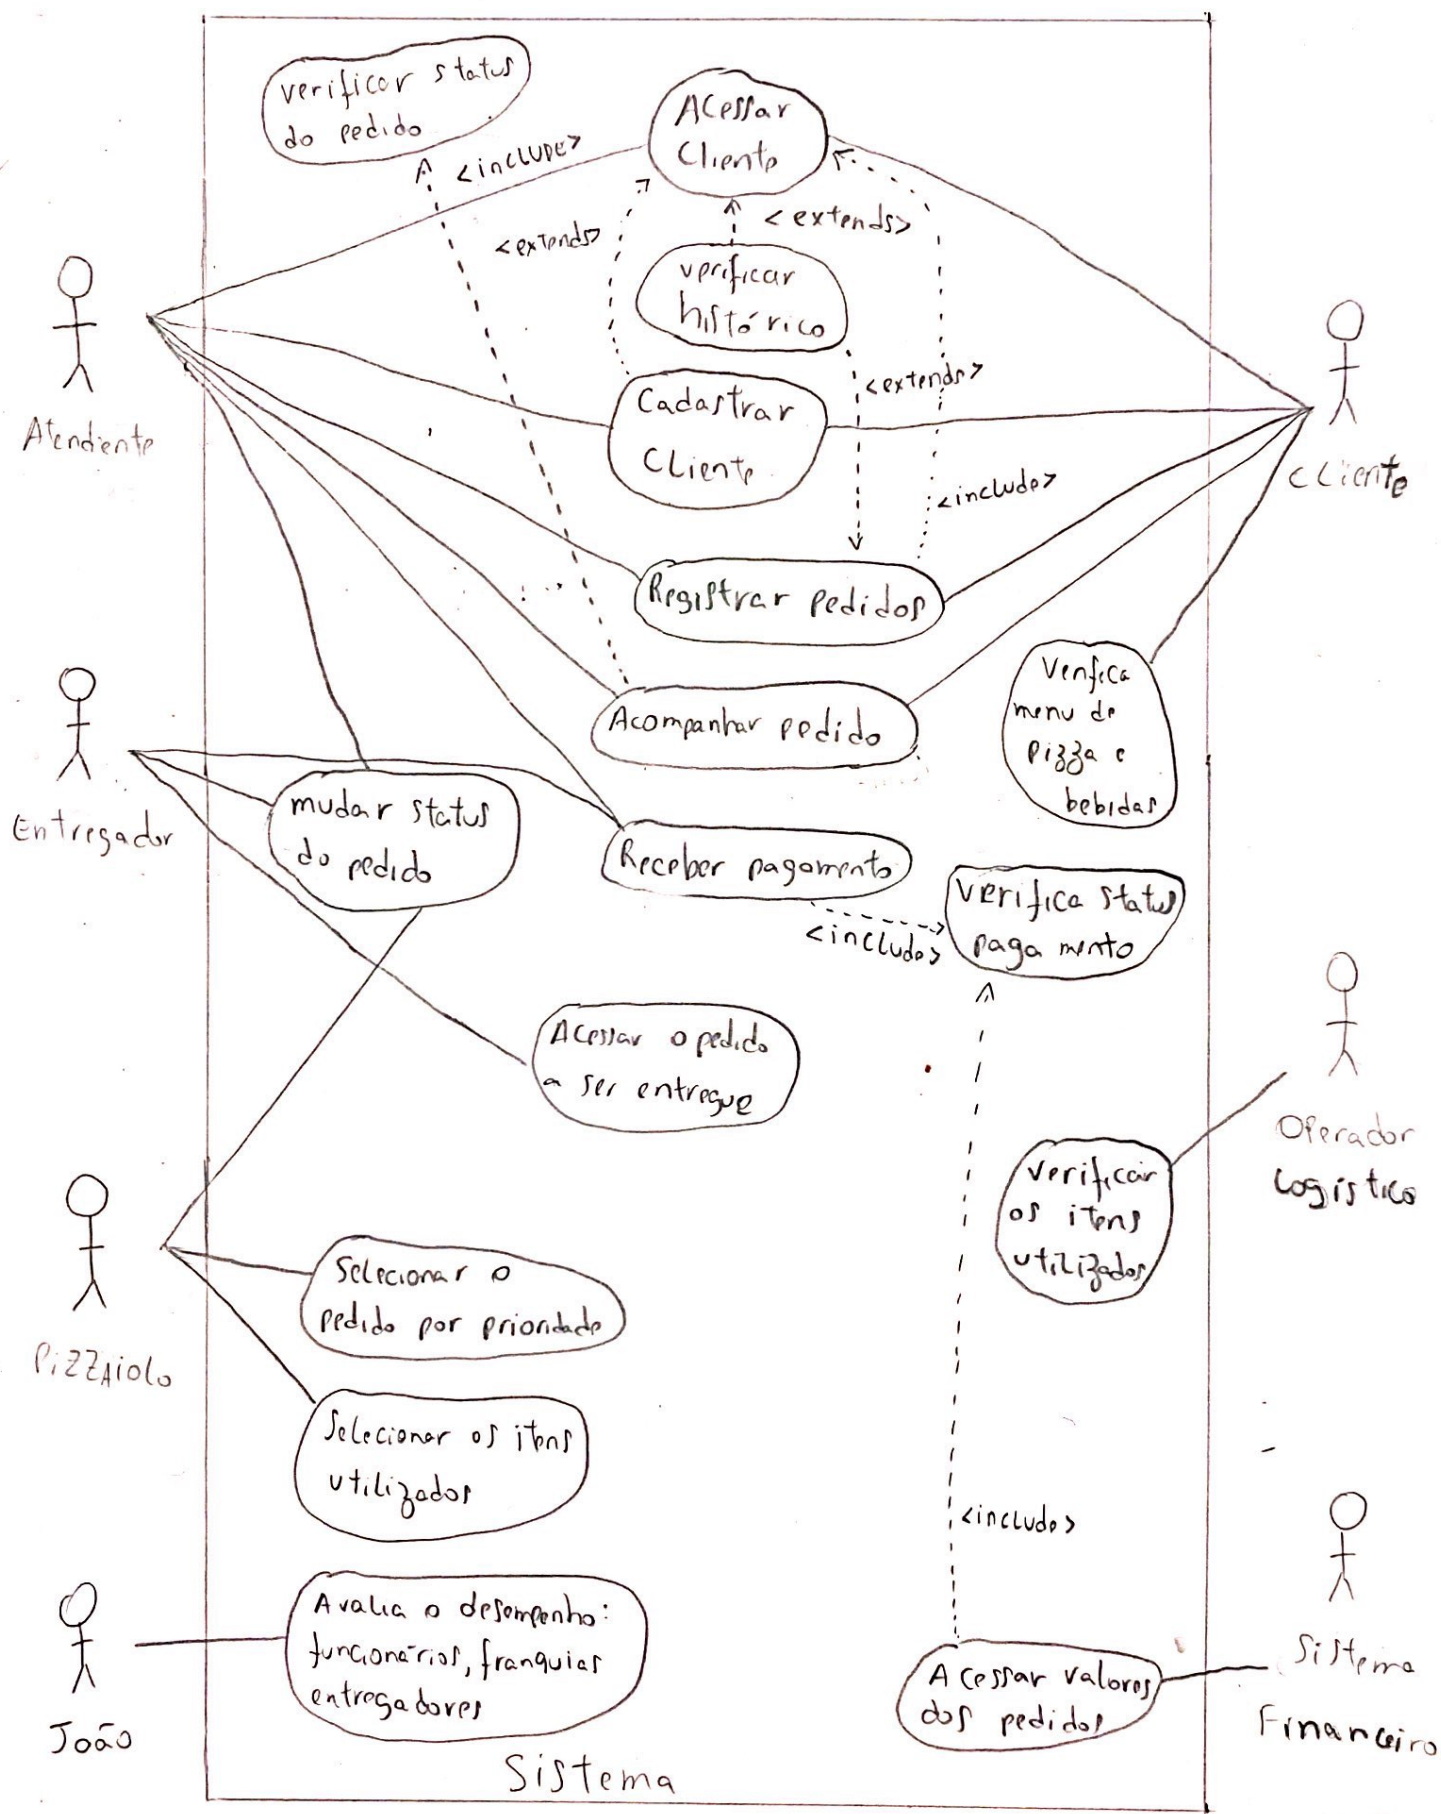 verificar status
do pedido
Acessar
Cliente
<include>
<extends>
<extends>
verificar
histórico
<extends>
Cadastrar
Cliente
Atendiente
Cliente
<include>
Registrar pedidos
Verifica
menu de
pizza e
bebidas
Acompanhar pedido
Entregador
mudar status
do pedido
Receber pagamento
Verifica status
pagamento
<include>
Acessar o pedido
a ser entregue
Operador
Logístico
verificar
os itens
utilizados
Selecionar o
pedido por prioridade
Pizzaiolo
Selecionar os itens
utilizados
<include>
Avalia o desempenho:
funcionários, franquias
entregadores
João
Acessar valores
dos pedidos
Sistema
Financeiro
Sistema